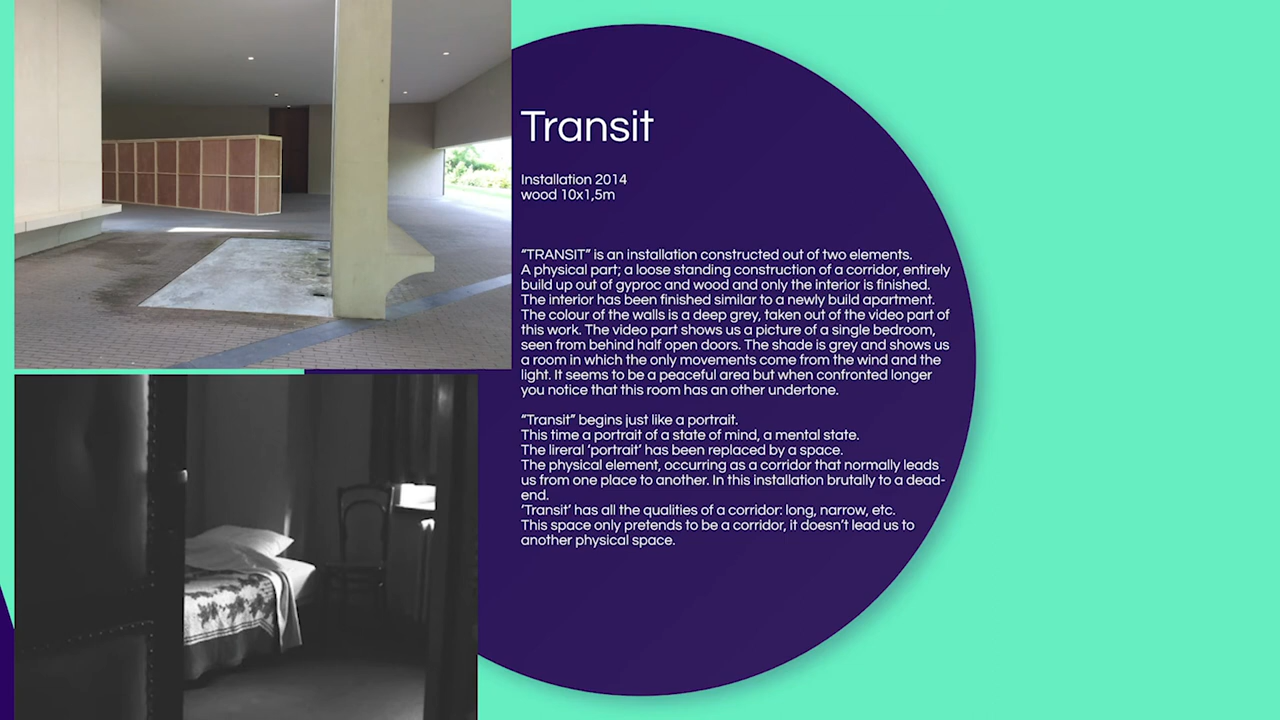 Transit
Installation 2014
wood 10x1,5m
“TRANSIT” is an installation constructed out of two elements.
A physical part; a loose standing construction of a corridor, entirely
build up out of gyproc and wood and only the interior is finished.
The interior has been finished similar to a newly build apartment.
The colour of the walls is a deep grey, taken out of the video part of
this work. The video part shows us a picture of a single bedroom,
seen from behind half open doors. The shade is grey and shows us
a room in which the only movements come from the wind and the
light. It seems to be a peaceful area but when confronted longer
you notice that this room has an other undertone.
“Transit” begins just like a portrait.
This time a portrait of a state of mind, a mental state.
The lireral ‘portrait’ has been replaced by a space.
The physical element, occurring as a corridor that normally leads
us from one place to another. In this installation brutally to a dead-
end.
‘Transit’ has all the qualities of a corridor: long, narrow, etc.
This space only pretends to be a corridor, it doesn’t lead us to
another physical space.